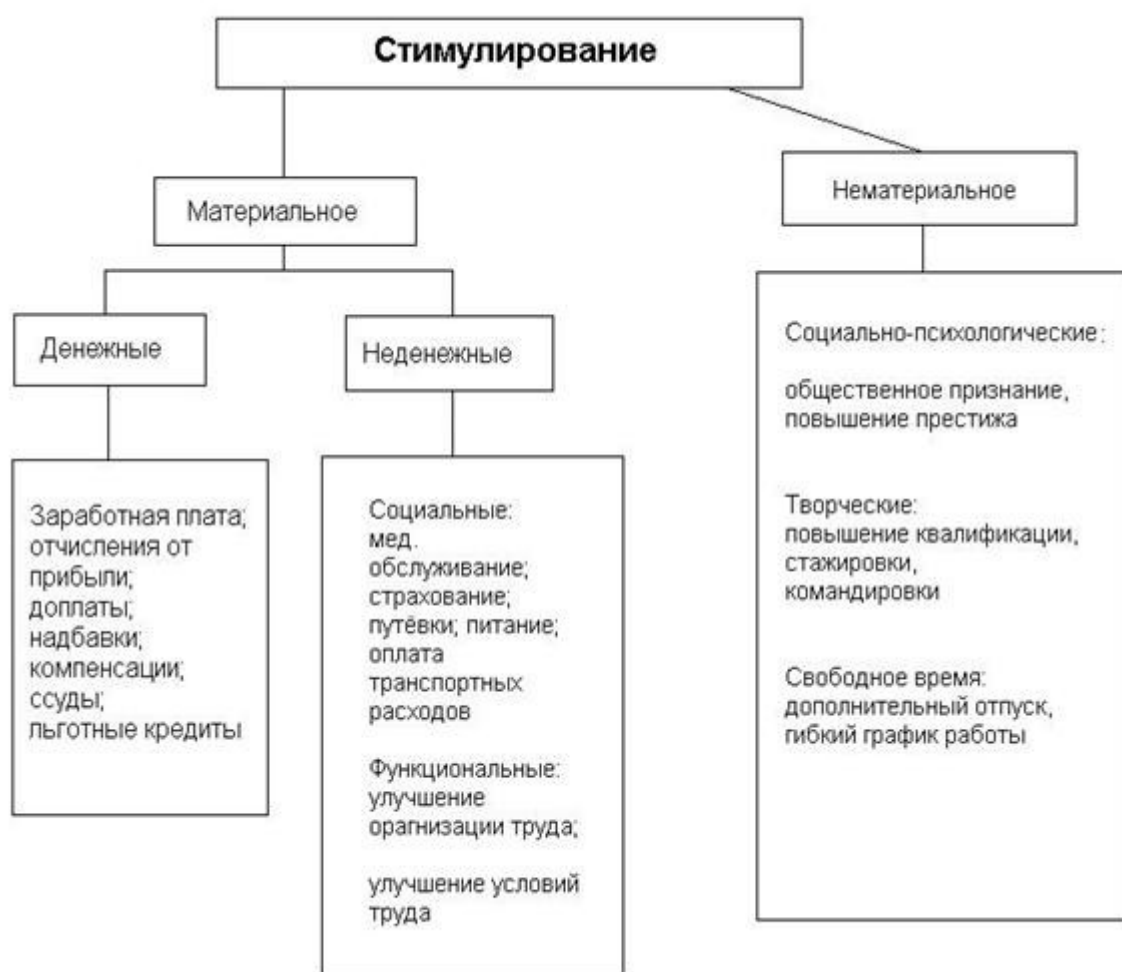 Стимулирование
Материальное
Нематериальное
Денежные
Неденежные
Заработная плата;
отчисления от
прибыли;
доплаты;
надбавки;
компенсации;
ссуды;
льготные кредиты
Социальные:
мед.
обслуживание;
страхование;
путёвки; питание;
оплата
транспортных
расходов
Функциональные:
улучшение
орагнизации труда;
улучшение условий
труда
Социально-психологические:
общественное признание,
повышение престижа
Творческие:
повышение квалификации,
стажировки,
командировки
Свободное время:
дополнительный отпуск,
гибкий график работы